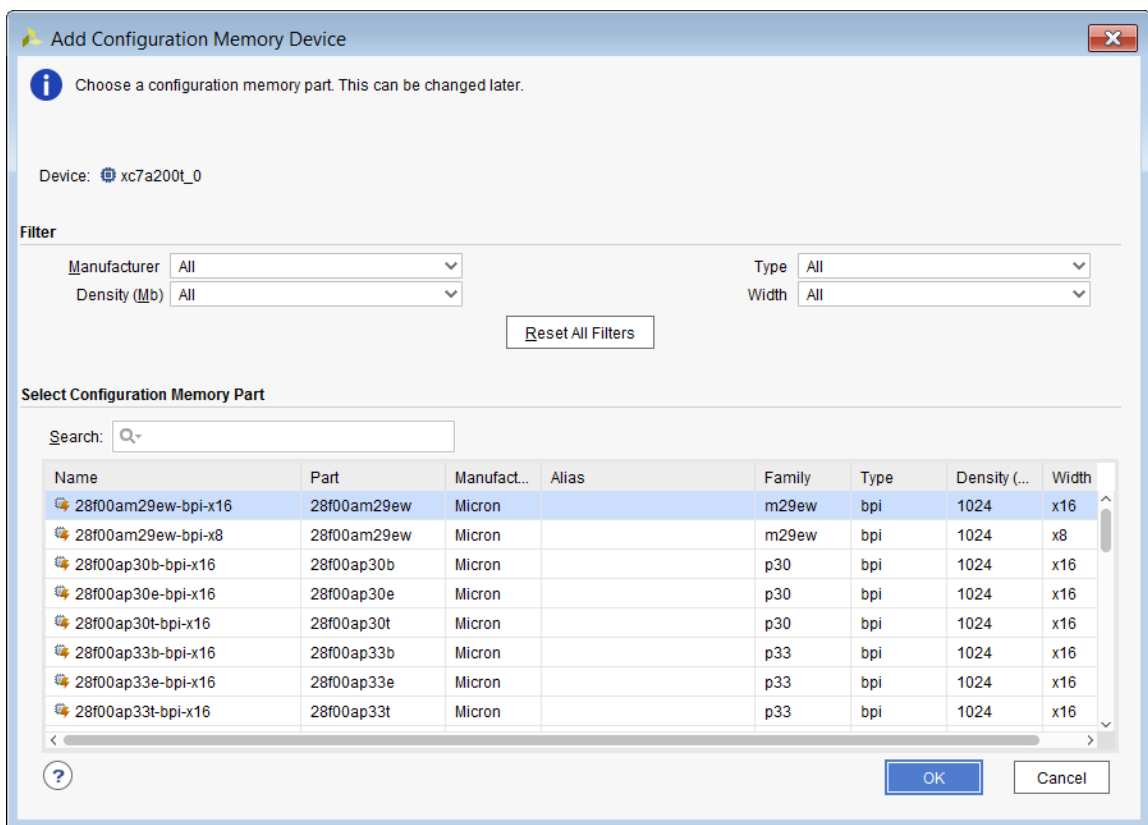 Add Configuration Memory Device
Choose a configuration memory part. This can be changed later.
Device: xc7a200t_0
Filter
Manufacturer All Type All
Density (Mb) All Width All
Reset All Filters
Select Configuration Memory Part
Search:
Name Part Manufact... Alias Family Type Density (... Width
28f00am29ew-bpi-x16 28f00am29ew Micron m29ew bpi 1024 x16
28f00am29ew-bpi-x8 28f00am29ew Micron m29ew bpi 1024 x8
28f00ap30b-bpi-x16 28f00ap30b Micron p30 bpi 1024 x16
28f00ap30e-bpi-x16 28f00ap30e Micron p30 bpi 1024 x16
28f00ap30t-bpi-x16 28f00ap30t Micron p30 bpi 1024 x16
28f00ap33b-bpi-x16 28f00ap33b Micron p33 bpi 1024 x16
28f00ap33e-bpi-x16 28f00ap33e Micron p33 bpi 1024 x16
28f00ap33t-bpi-x16 28f00ap33t Micron p33 bpi 1024 x16
? OK Cancel